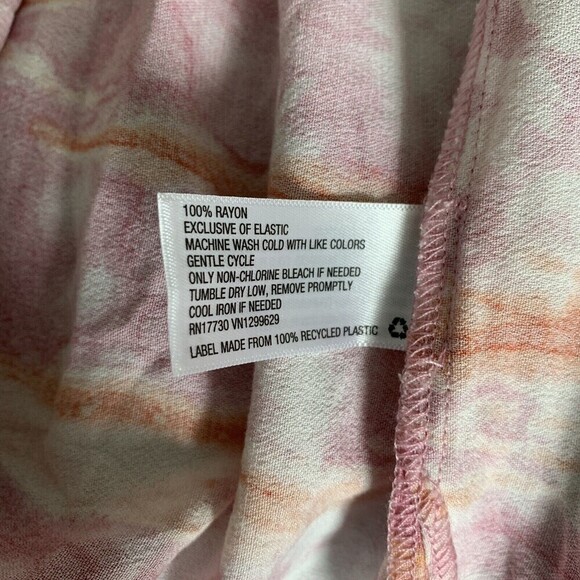 100% RAYON
EXCLUSIVE OF ELASTIC
MACHINE WASH COLD WITH LIKE COLORS
GENTLE CYCLE
ONLY NON-CHLORINE BLEACH IF NEEDED
TUMBLE DRY LOW, REMOVE PROMPTLY
COOL IRON IF NEEDED
RN17730 VN1299629
LABEL MADE FROM 100% RECYCLED PLASTIC